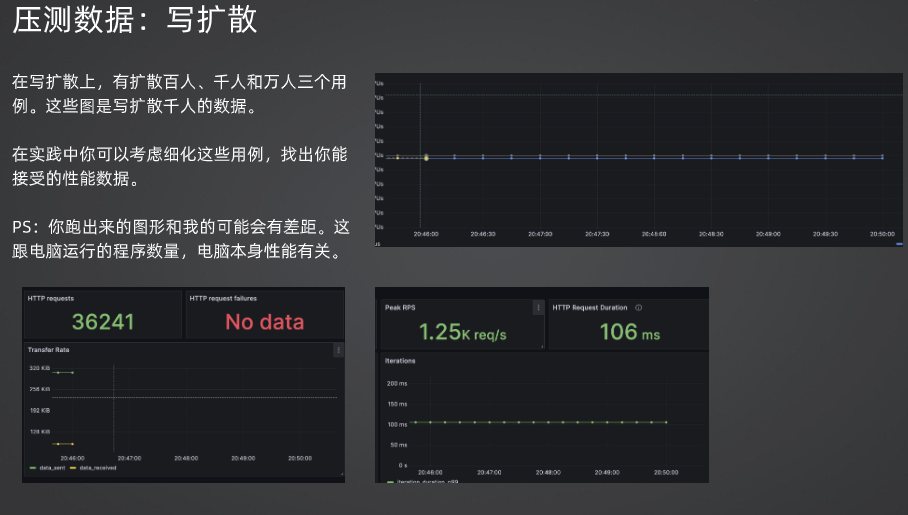 压测数据：写扩散
在写扩散上，有扩散百人、千人和万人三个用
例。这些图是写扩散千人的数据。
在实践中你可以考虑细化这些用例，找出你能
接受的性能数据。
PS：你跑出来的图形和我的可能会有差距。这
跟电脑运行的程序数量，电脑本身性能有关。
20:46:00 20:46:30 20:47:00 20:47:30 20:48:00 20:48:30 20:49:00 20:49:30 20:50:00
HTTP requests
36241
HTTP request failures
No data
Transfer Rata
320 KiB
256 KiB
192 KiB
128 KiB
20:46:00 20:47:00 20:48:00 20:49:00 20:50:00
data_sent data_received
Peak RPS
1.25K req/s
HTTP Request Duration
106 ms
Iterations
200 ms
150 ms
100 ms
50 ms
0 s
20:46:00 20:47:00 20:48:00 20:49:00 20:50:00
iteration_duration_p99